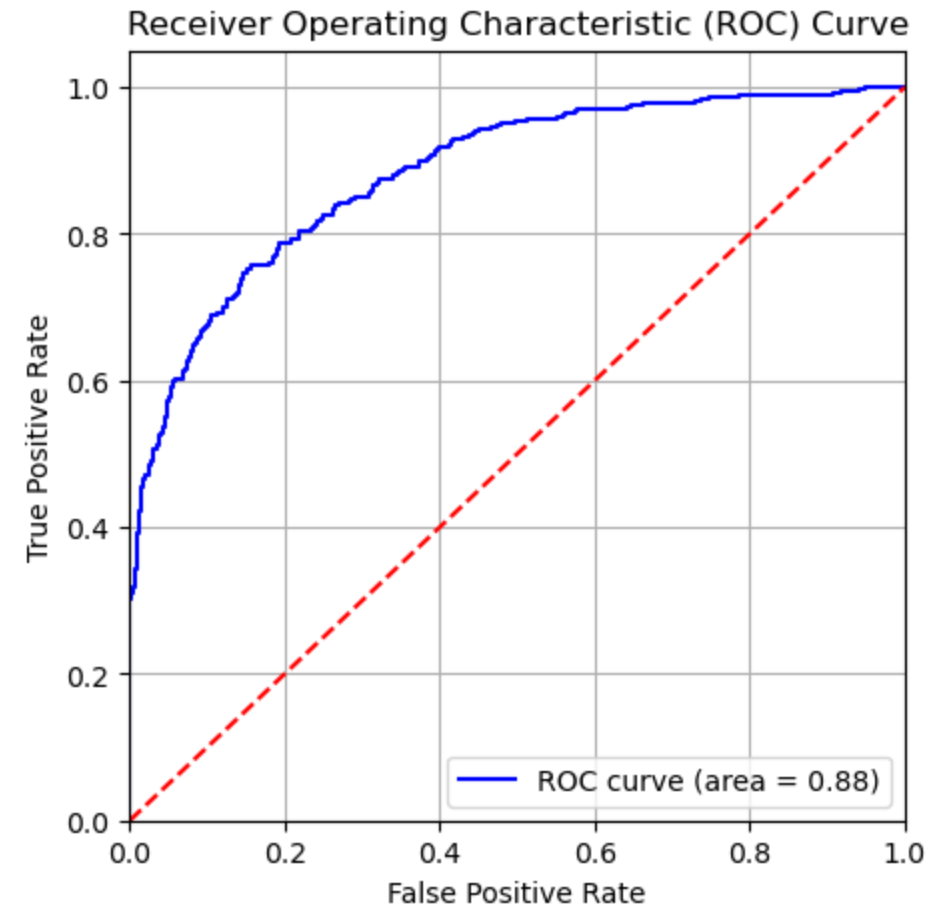 Receiver Operating Characteristic (ROC) Curve
1.0
0.8
0.6
0.4
0.2
0.0
True Positive Rate
ROC curve (area = 0.88)
0.0 0.2 0.4 0.6 0.8 1.0
False Positive Rate